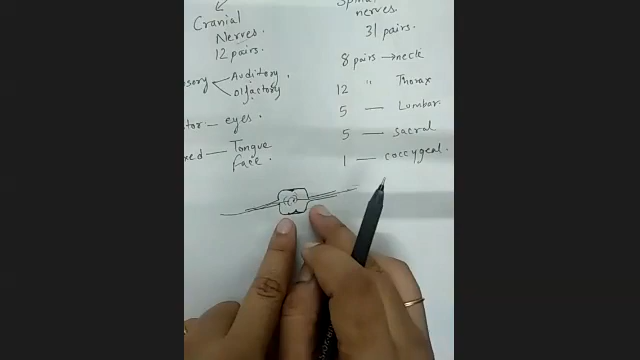 Cranial
Nerves.
12 pairs.
Auditory.
Olfactory
eyes.
Tongue
Face.
Spinal
nerves.
31 pairs.
8 pairs → neck
12 " Thorax
5 — Lumbar.
5 — sacral
1 — coccygeal.